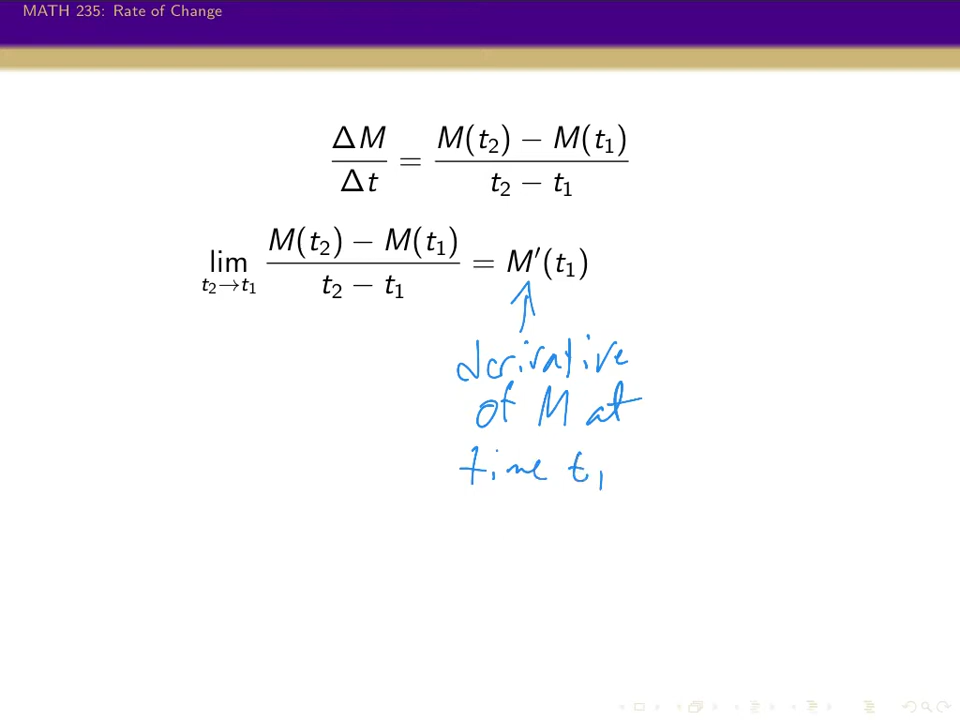 MATH 235: Rate of Change
ΔM/Δt = (M(t₂) − M(t₁))/(t₂ − t₁)
lim t₂→t₁ (M(t₂) − M(t₁))/(t₂ − t₁) = M′(t₁)
derivative
of M at
time t₁